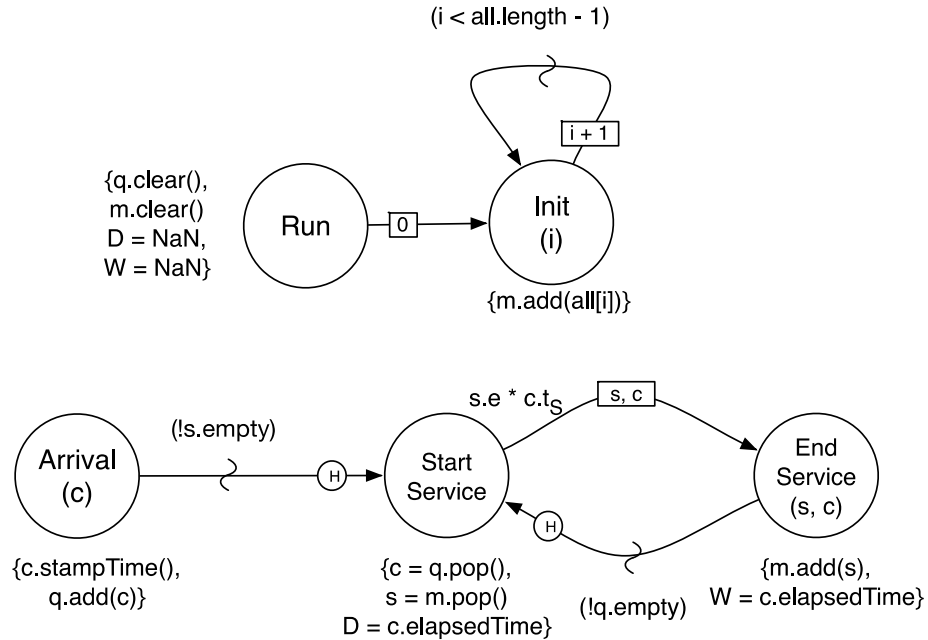 (i < all.length - 1)
i + 1
{q.clear(),
m.clear()
D = NaN,
W = NaN}
Run
0
Init
(i)
{m.add(all[i])}
s.e * c.tS
s, c
(!s.empty)
Arrival
(c)
H
Start
Service
H
End
Service
(s, c)
{c.stampTime(),
q.add(c)}
{c = q.pop(),
s = m.pop()
D = c.elapsedTime}
(!q.empty)
{m.add(s),
W = c.elapsedTime}